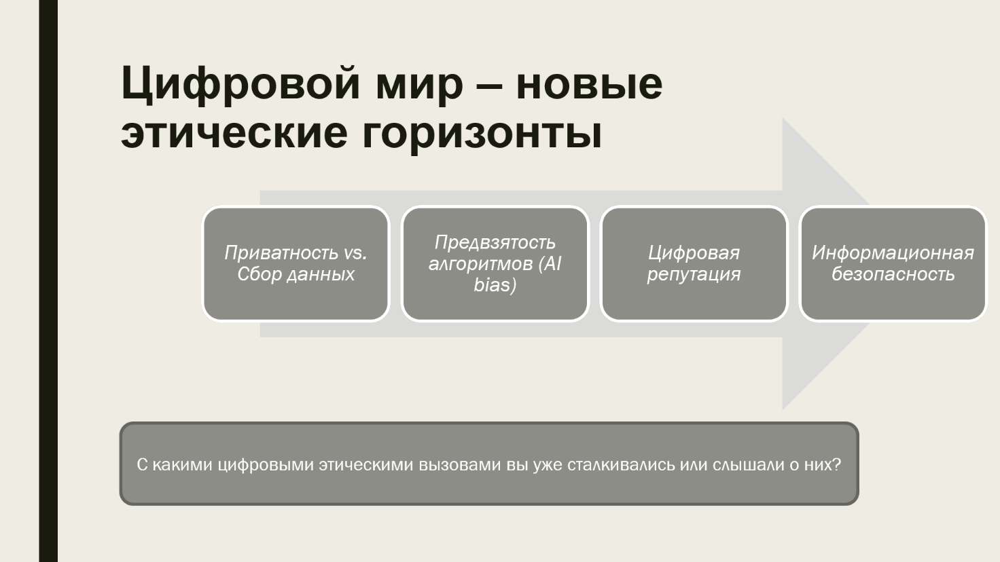 Цифровой мир – новые
этические горизонты
Приватность vs.
Сбор данных
Предвзятость
алгоритмов (AI
bias)
Цифровая
репутация
Информационная
безопасность
С какими цифровыми этическими вызовами вы уже сталкивались или слышали о них?